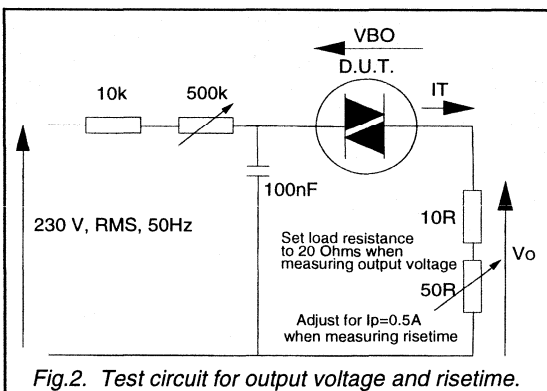 VBO
D.U.T.
IT
10k
500k
100nF
230 V, RMS, 50Hz
10R
Set load resistance
to 20 Ohms when
measuring output voltage
Vo
50R
Adjust for Ip=0.5A
when measuring risetime
Fig.2. Test circuit for output voltage and risetime.